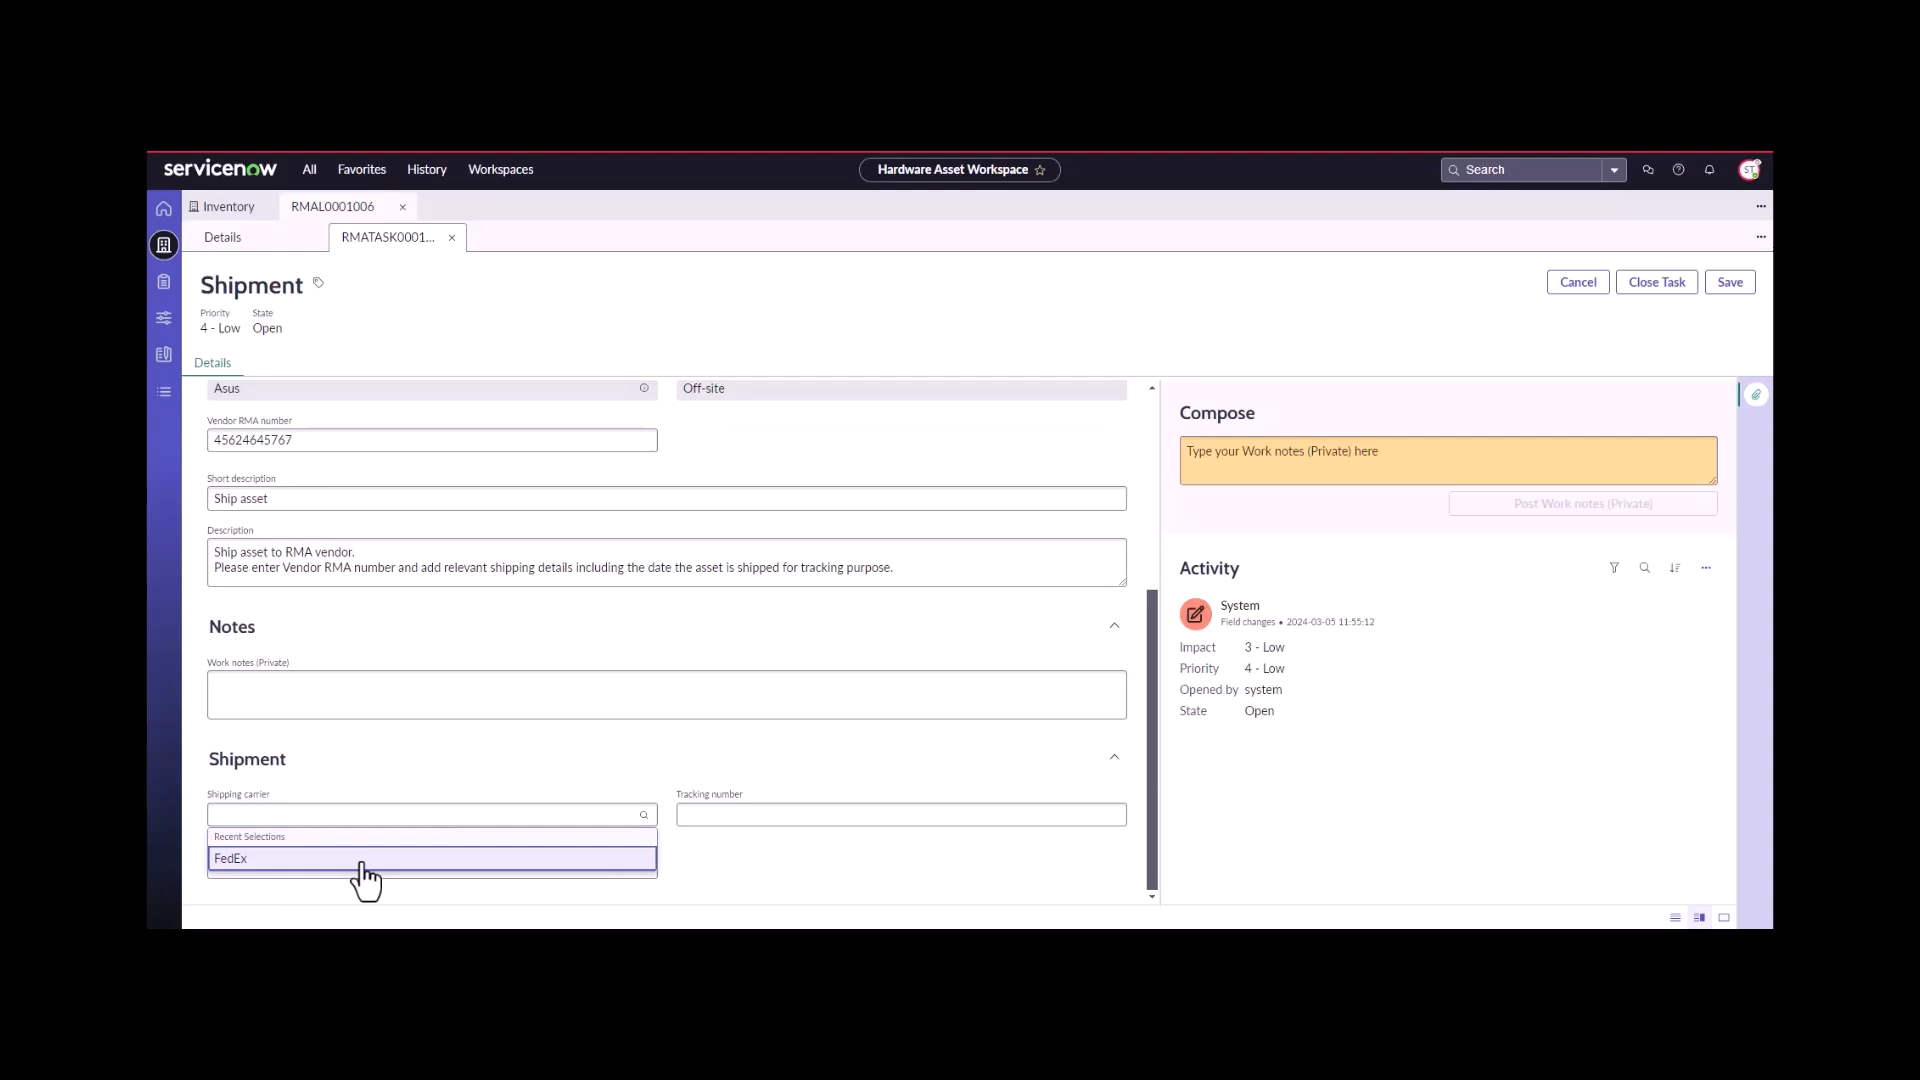 servicenow All Favorites History Workspaces Hardware Asset Workspace Search ST
Inventory RMAL0001006
Details RMATASK0001...
Shipment
Cancel Close Task Save
Priority State
4 - Low Open
Details
Asus Off-site
Vendor RMA number
45624645767
Short description
Ship asset
Description
Ship asset to RMA vendor.
Please enter Vendor RMA number and add relevant shipping details including the date the asset is shipped for tracking purpose.
Notes
Work notes (Private)
Shipment
Shipping carrier Tracking number
Recent Selections
FedEx
Compose
Type your Work notes (Private) here
Post Work notes (Private)
Activity
System
Field changes • 2024-03-05 11:55:12
Impact 3 - Low
Priority 4 - Low
Opened by system
State Open